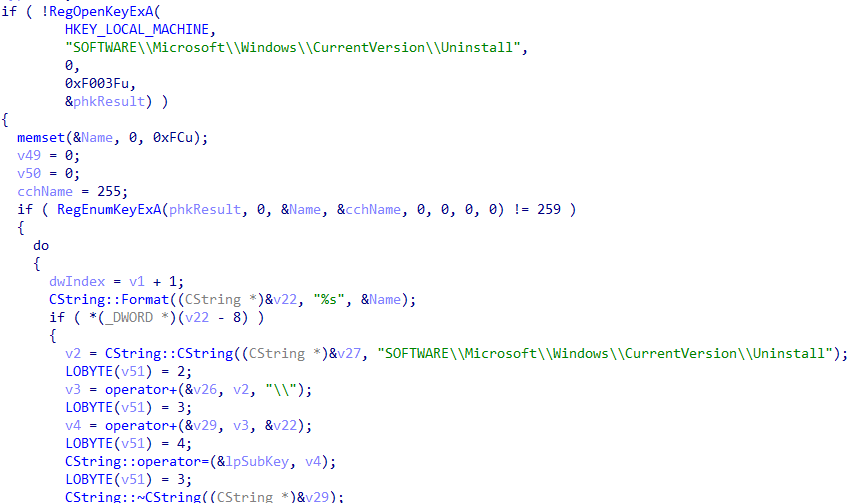 if ( !RegOpenKeyExA(
HKEY_LOCAL_MACHINE,
"SOFTWARE\\Microsoft\\Windows\\CurrentVersion\\Uninstall",
0,
0xF003Fu,
&phkResult) )
{
memset(&Name, 0, 0xFCu);
v49 = 0;
v50 = 0;
cchName = 255;
if ( RegEnumKeyExA(phkResult, 0, &Name, &cchName, 0, 0, 0, 0) != 259 )
{
do
{
dwIndex = v1 + 1;
CString::Format((CString *)&v22, "%s", &Name);
if ( *(_DWORD *)(v22 - 8) )
{
v2 = CString::CString((CString *)&v27, "SOFTWARE\\Microsoft\\Windows\\CurrentVersion\\Uninstall");
LOBYTE(v51) = 2;
v3 = operator+(&v26, v2, "\\");
LOBYTE(v51) = 3;
v4 = operator+(&v29, v3, &v22);
LOBYTE(v51) = 4;
CString::operator=(&lpSubKey, v4);
LOBYTE(v51) = 3;
CString::~CString((CString *)&v29);